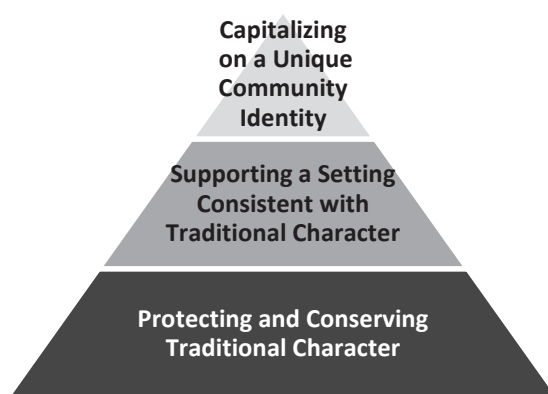 Capitalizing
on a Unique
Community
Identity
Supporting a Setting
Consistent with
Traditional Character
Protecting and Conserving
Traditional Character